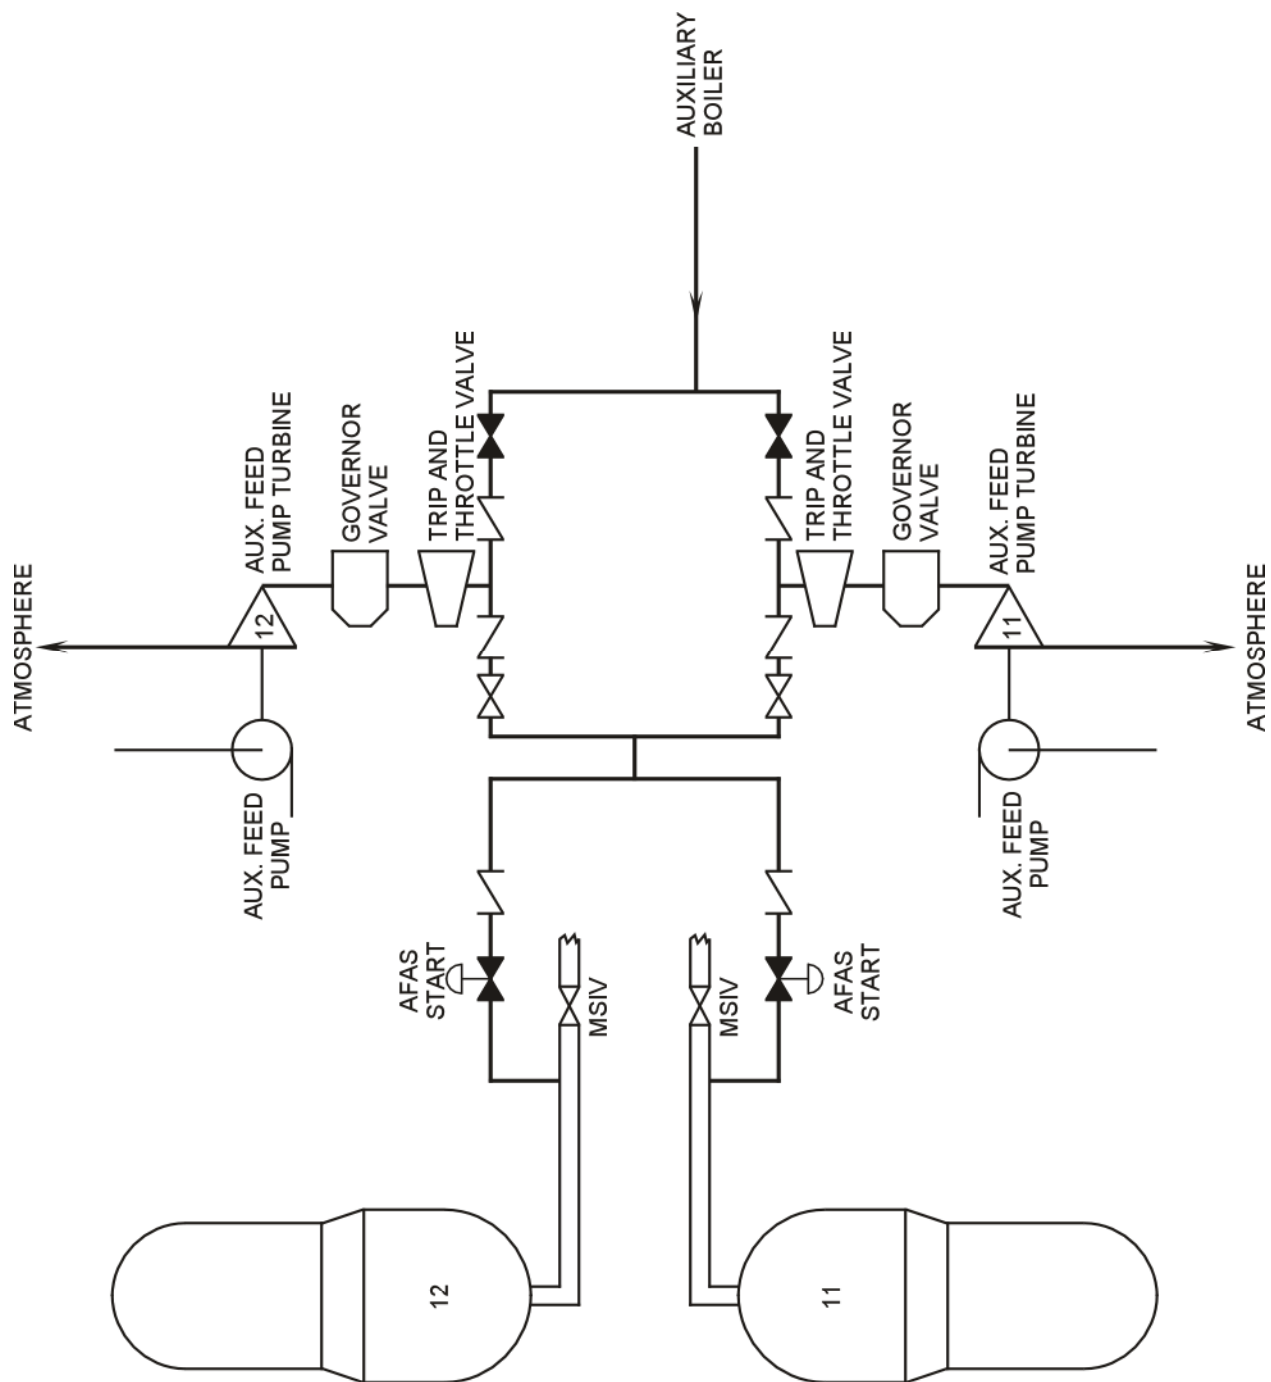 AUXILIARY
BOILER
ATMOSPHERE
AUX. FEED
PUMP TURBINE
12
GOVERNOR
VALVE
TRIP AND
THROTTLE VALVE
TRIP AND
THROTTLE VALVE
GOVERNOR
VALVE
AUX. FEED
PUMP TURBINE
11
ATMOSPHERE
AUX. FEED
PUMP
AUX. FEED
PUMP
AFAS
START
MSIV
MSIV
AFAS
START
12
11